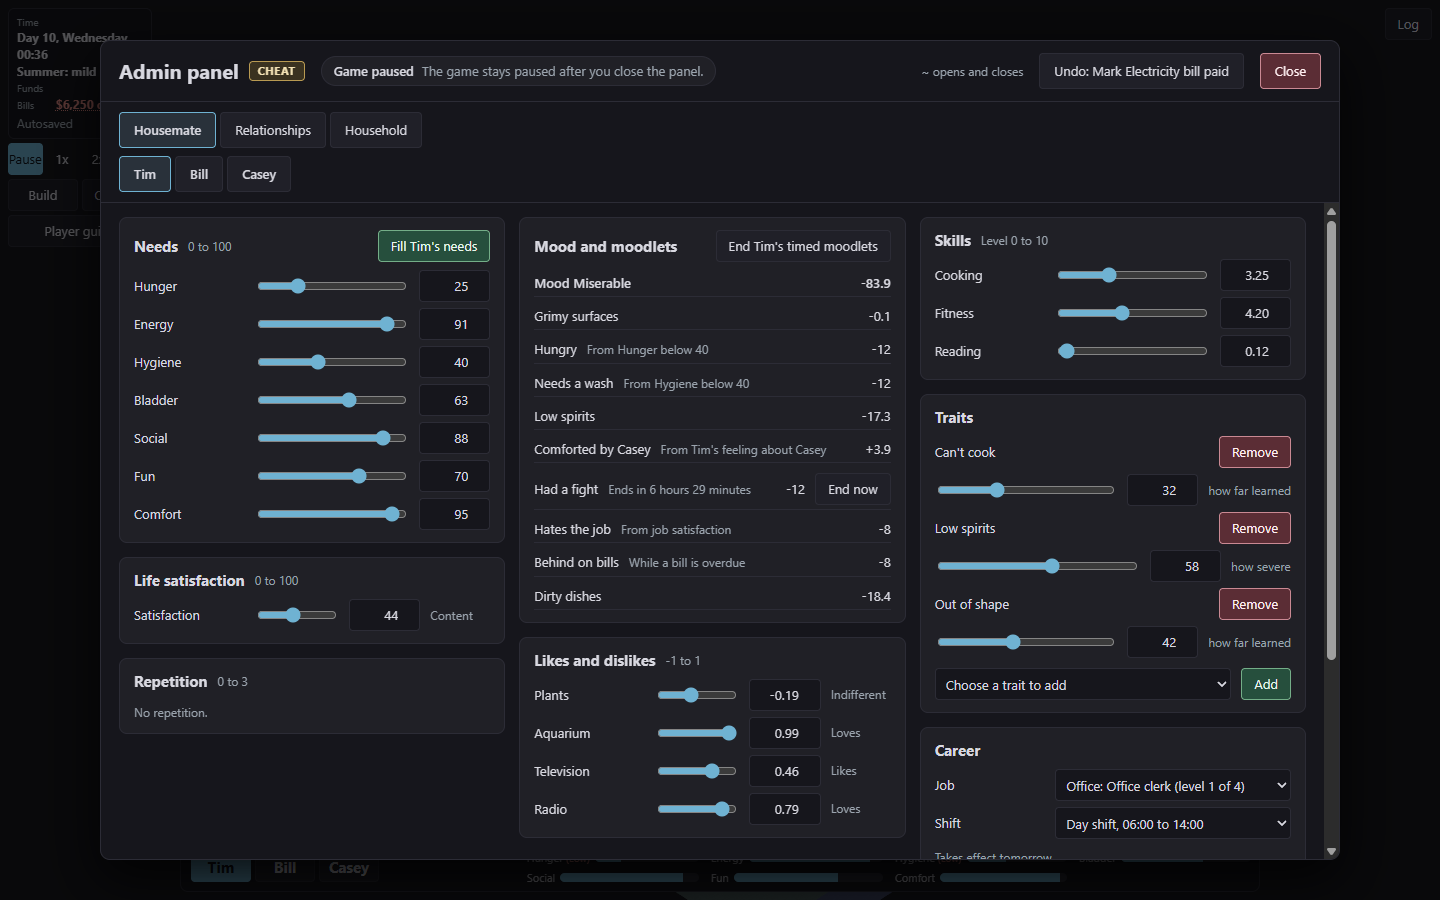 Time
Day 10, Wednesday
00:36
Summer: mild
Funds
Bills $6,250
Autosaved
Pause 1x
Build
Player gui
Log
Admin panel CHEAT Game paused The game stays paused after you close the panel. ~ opens and closes Undo: Mark Electricity bill paid Close
Housemate Relationships Household
Tim Bill Casey
Needs 0 to 100 Fill Tim's needs
Hunger 25
Energy 91
Hygiene 40
Bladder 63
Social 88
Fun 70
Comfort 95
Life satisfaction 0 to 100
Satisfaction 44 Content
Repetition 0 to 3
No repetition.
Mood and moodlets End Tim's timed moodlets
Mood Miserable -83.9
Grimy surfaces -0.1
Hungry From Hunger below 40 -12
Needs a wash From Hygiene below 40 -12
Low spirits -17.3
Comforted by Casey From Tim's feeling about Casey +3.9
Had a fight Ends in 6 hours 29 minutes -12 End now
Hates the job From job satisfaction -8
Behind on bills While a bill is overdue -8
Dirty dishes -18.4
Likes and dislikes -1 to 1
Plants -0.19 Indifferent
Aquarium 0.99 Loves
Television 0.46 Likes
Radio 0.79 Loves
Skills Level 0 to 10
Cooking 3.25
Fitness 4.20
Reading 0.12
Traits
Can't cook Remove
32 how far learned
Low spirits Remove
58 how severe
Out of shape Remove
42 how far learned
Choose a trait to add Add
Career
Job Office: Office clerk (level 1 of 4)
Shift Day shift, 06:00 to 14:00
Takes effect tomorrow
Tim Bill Casey
Social Fun Comfort